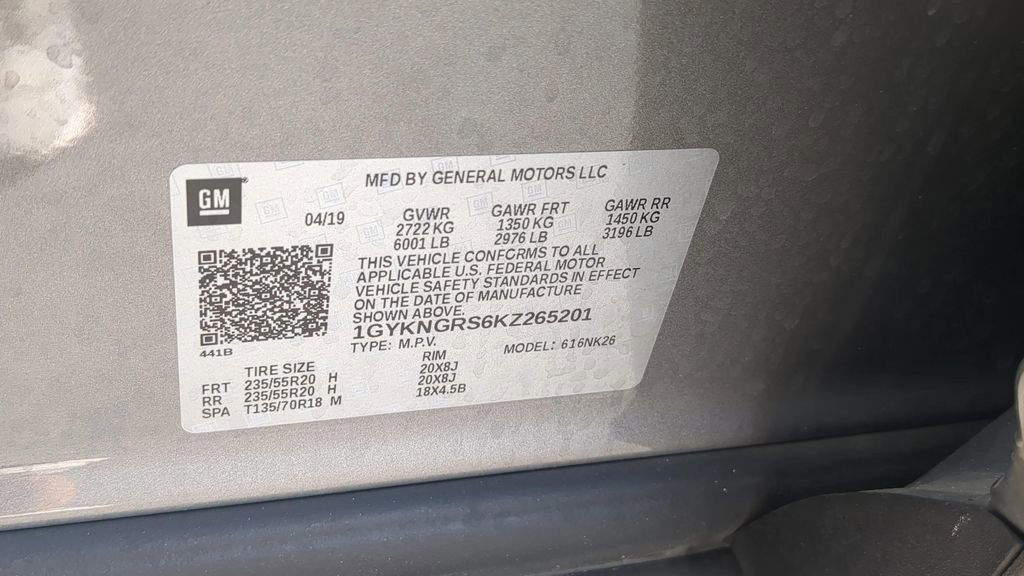 GM
MFD BY GENERAL MOTORS LLC
04/19
GVWR GAWR FRT GAWR RR
2722 KG 1350 KG 1450 KG
6001 LB 2976 LB 3196 LB
THIS VEHICLE CONFORMS TO ALL
APPLICABLE U.S. FEDERAL MOTOR
VEHICLE SAFETY STANDARDS IN EFFECT
ON THE DATE OF MANUFACTURE
SHOWN ABOVE.
1GYKNGRS6KZ265201
TYPE: M.P.V. MODEL: 616NK26
441B
TIRE SIZE RIM
FRT 235/55R20 H 20X8J
RR 235/55R20 H 20X8J
SPA T135/70R18 M 18X4.5B